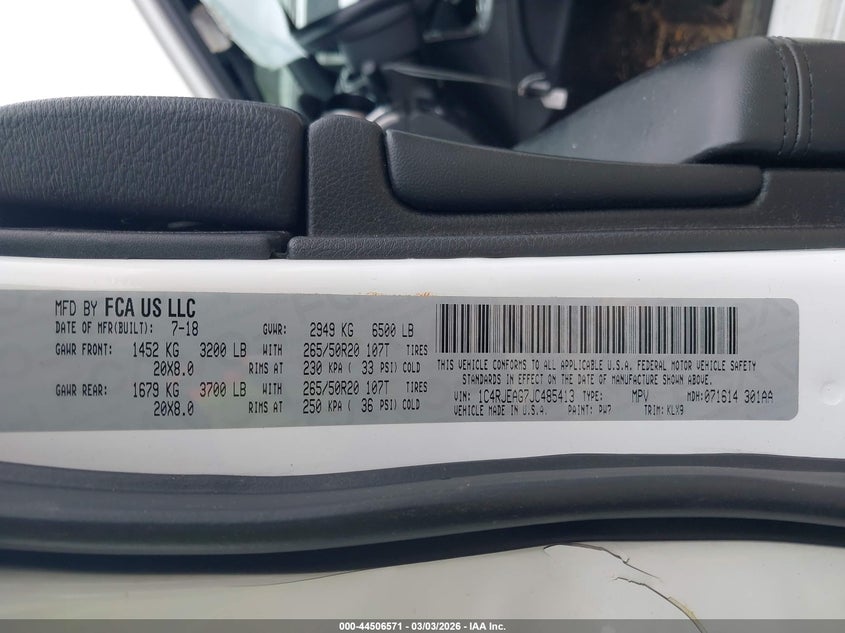 MFD BY FCA US LLC
DATE OF MFR(BUILT): 7-18 GVWR: 2949 KG 6500 LB
GAWR FRONT: 1452 KG 3200 LB WITH 265/50R20 107T TIRES
20X8.0 RIMS AT 230 KPA ( 33 PSI) COLD
GAWR REAR: 1679 KG 3700 LB WITH 265/50R20 107T TIRES
20X8.0 RIMS AT 250 KPA ( 36 PSI) COLD
THIS VEHICLE CONFORMS TO ALL APPLICABLE U.S.A. FEDERAL MOTOR VEHICLE SAFETY
STANDARDS IN EFFECT ON THE DATE OF MANUFACTURE SHOWN ABOVE.
VIN: 1C4RJEAG7JC485413 TYPE: MPV MDH:071614 301AA
VEHICLE MADE IN U.S.A. PAINT: PW7 TRIM: KLX9
000-44506571 | 03/03/2026 | IAA Inc.